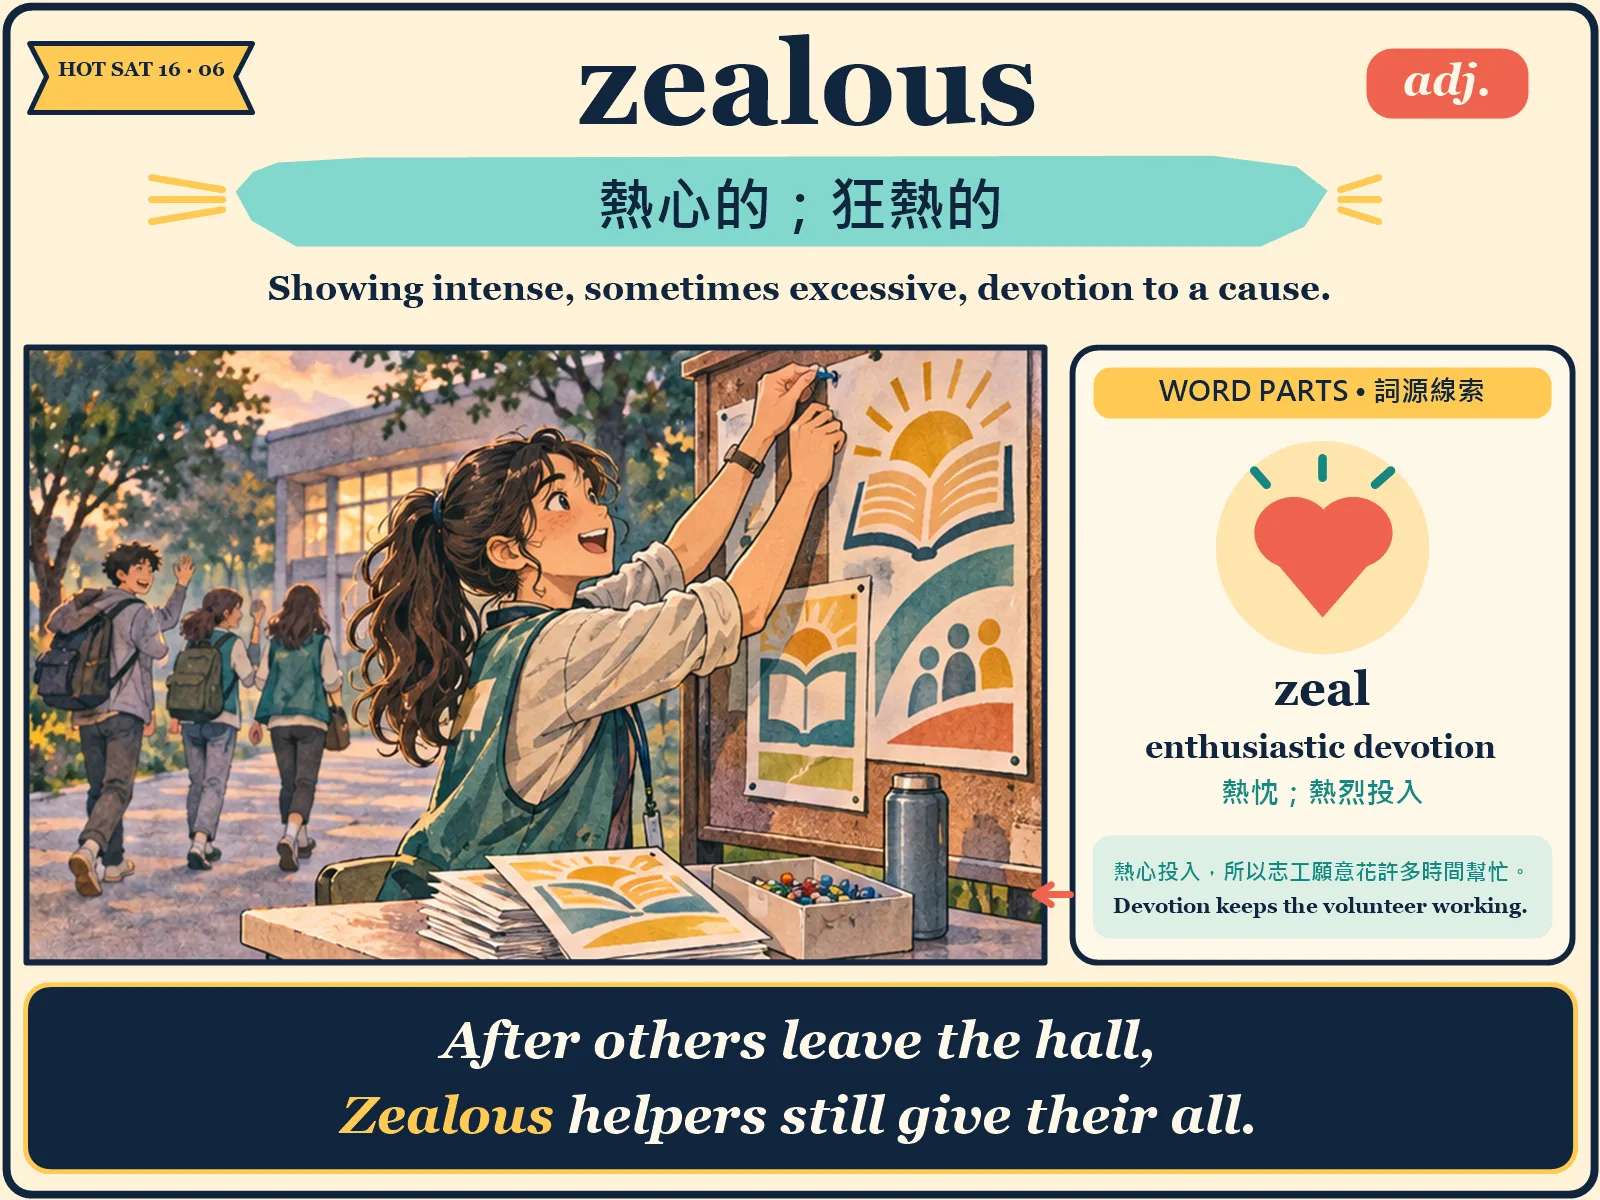 HOT SAT 16 · 06
zealous
adj.
熱心的；狂熱的
Showing intense, sometimes excessive, devotion to a cause.
WORD PARTS • 詞源線索
zeal
enthusiastic devotion
熱忱；熱烈投入
熱心投入，所以志工願意花許多時間幫忙。
Devotion keeps the volunteer working.
After others leave the hall,
Zealous helpers still give their all.